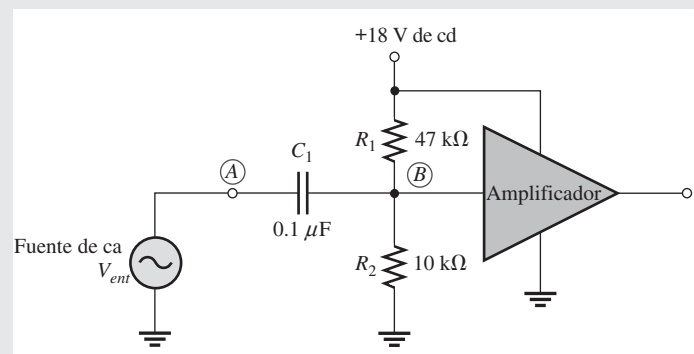 +18 V de cd
R1 47 kΩ
C1
A
B
Amplificador
0.1 μF
Fuente de ca
Vent
R2 10 kΩ